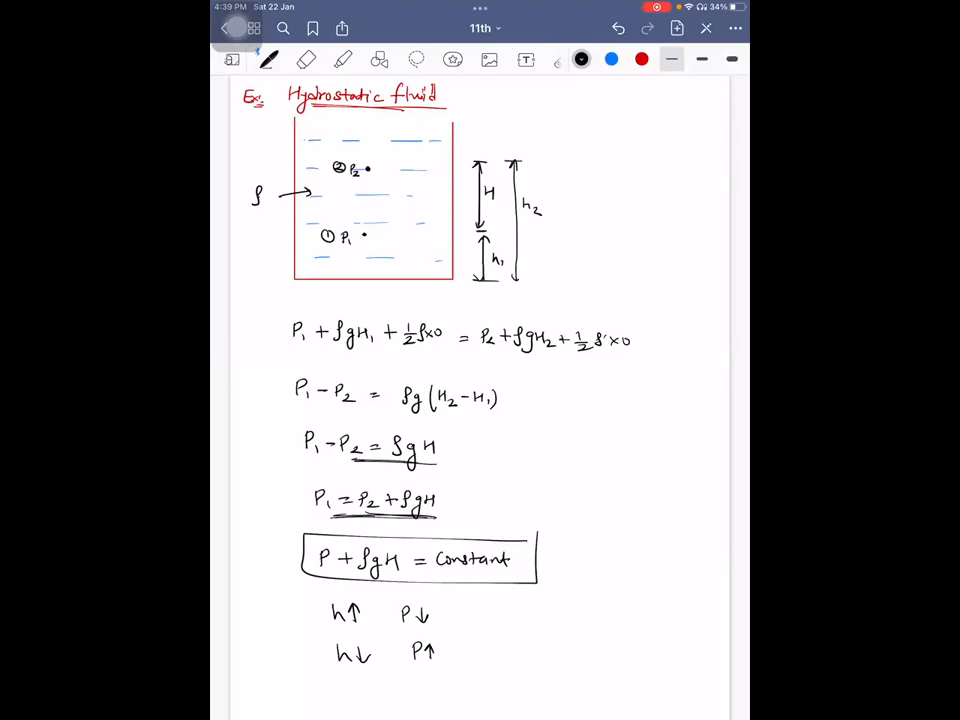 4:39 PM Sat 22 Jan
34%
11th
Ex: Hydrostatic fluid
② P₂
ρ
① P₁
H
h₂
h₁
P₁ + ρgH₁ + ½ρ×0 = P₂ + ρgH₂ + ½ρ×0
P₁ − P₂ = ρg(H₂ − H₁)
P₁ − P₂ = ρgH
P₁ = P₂ + ρgH
P + ρgH = Constant
h↑ P↓
h↓ P↑